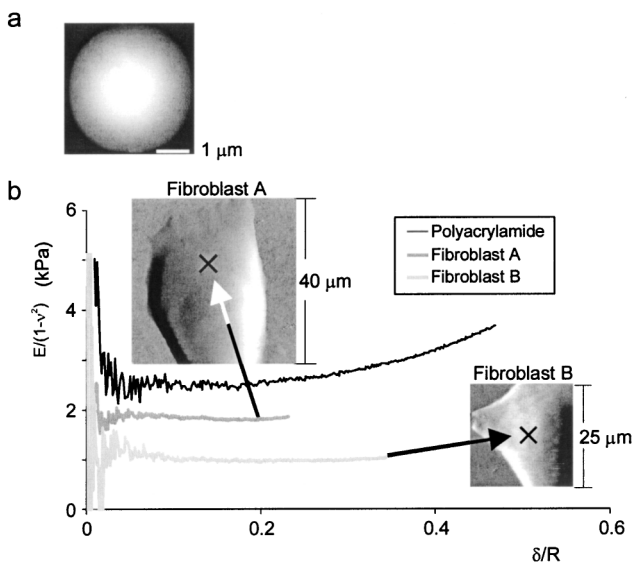 a
1 μm
b
Fibroblast A
6
Polyacrylamide
Fibroblast A
Fibroblast B
E/(1-ν²) (kPa)
40 μm
4
Fibroblast B
2
25 μm
0
0
0.2
0.4
0.6
δ/R